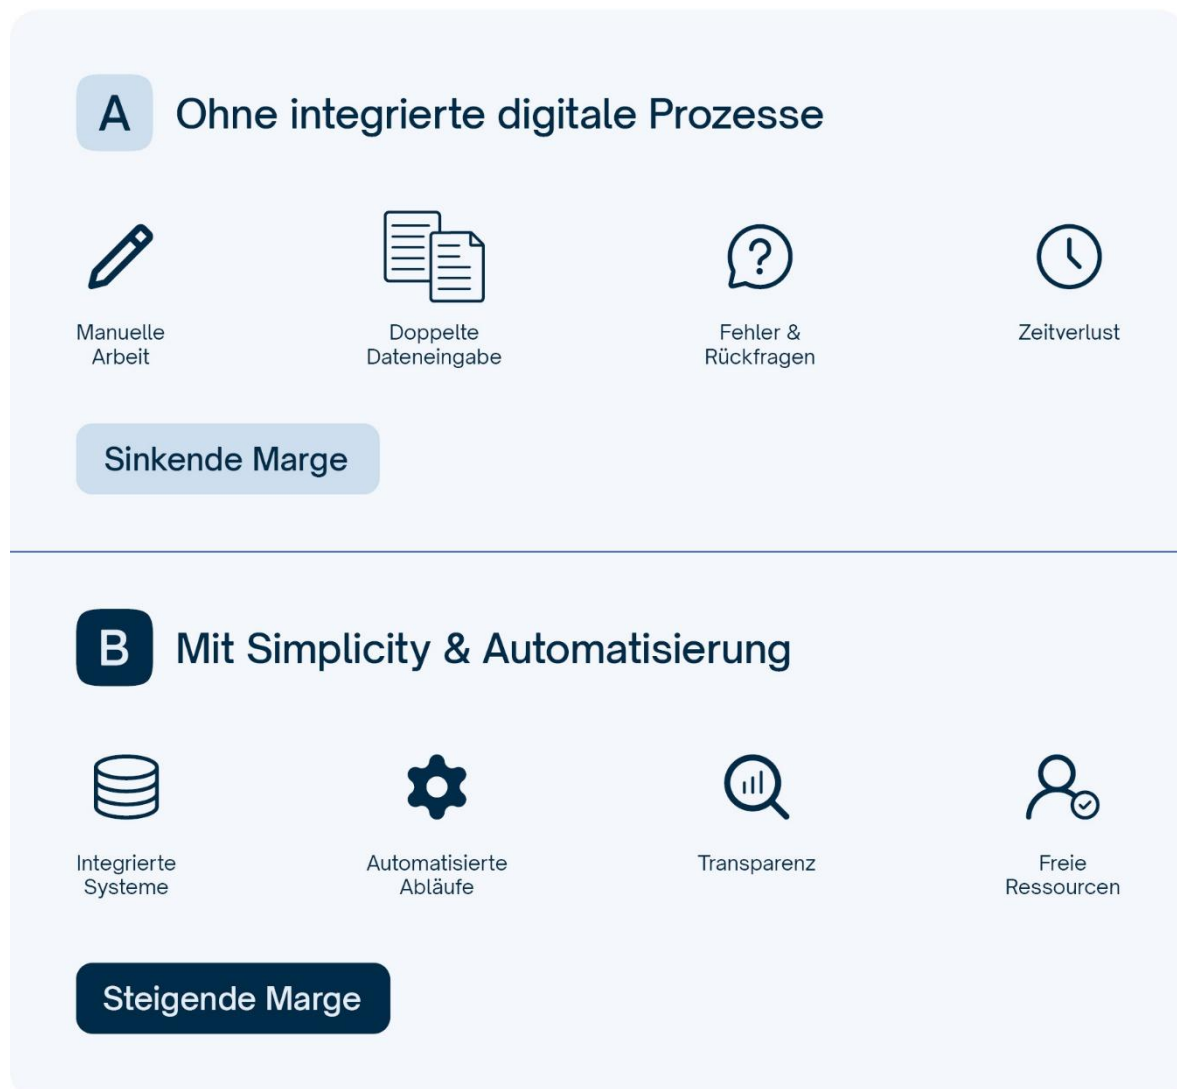 A
Ohne integrierte digitale Prozesse
Manuelle
Arbeit
Doppelte
Dateneingabe
Fehler &
Rückfragen
Zeitverlust
Sinkende Marge
B
Mit Simplicity & Automatisierung
Integrierte
Systeme
Automatisierte
Abläufe
Transparenz
Freie
Ressourcen
Steigende Marge